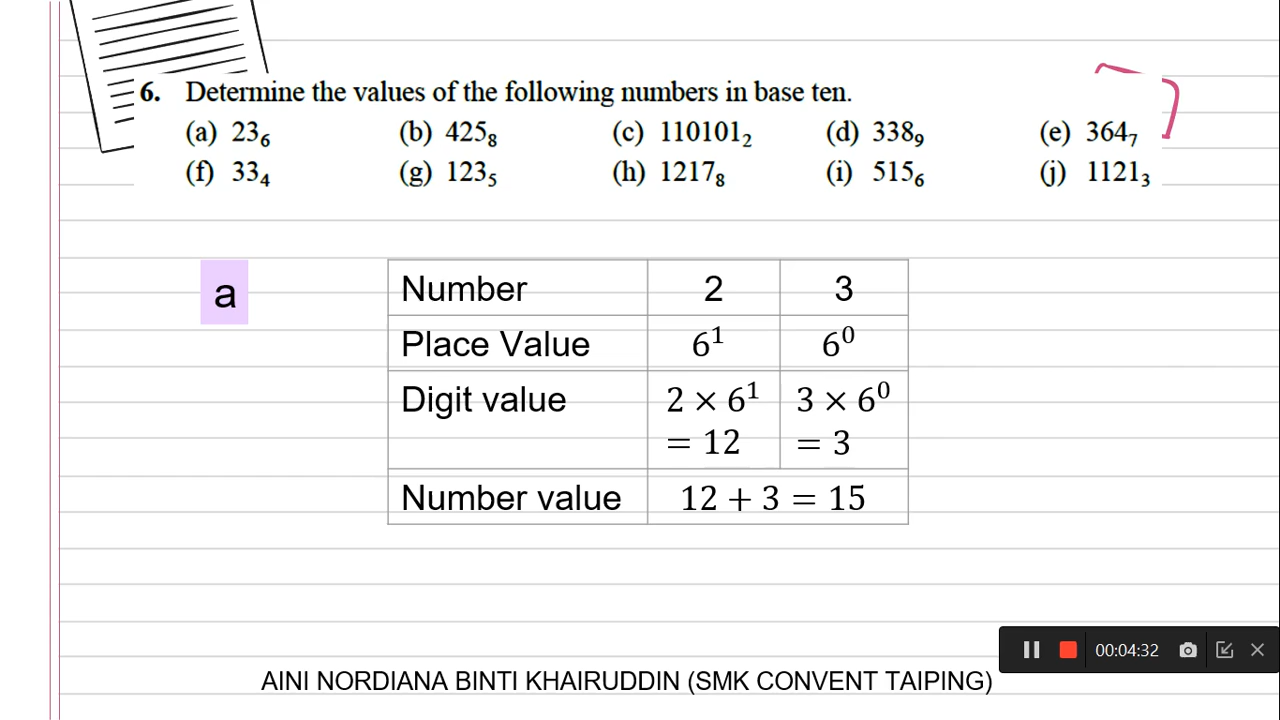 6. Determine the values of the following numbers in base ten.
(a) 23₆ (b) 425₈ (c) 110101₂ (d) 338₉ (e) 364₇
(f) 33₄ (g) 123₅ (h) 1217₈ (i) 515₆ (j) 1121₃
a
Number 2 3
Place Value 6¹ 6⁰
Digit value 2 × 6¹ 3 × 6⁰
= 12 = 3
Number value 12 + 3 = 15
00:04:32
AINI NORDIANA BINTI KHAIRUDDIN (SMK CONVENT TAIPING)